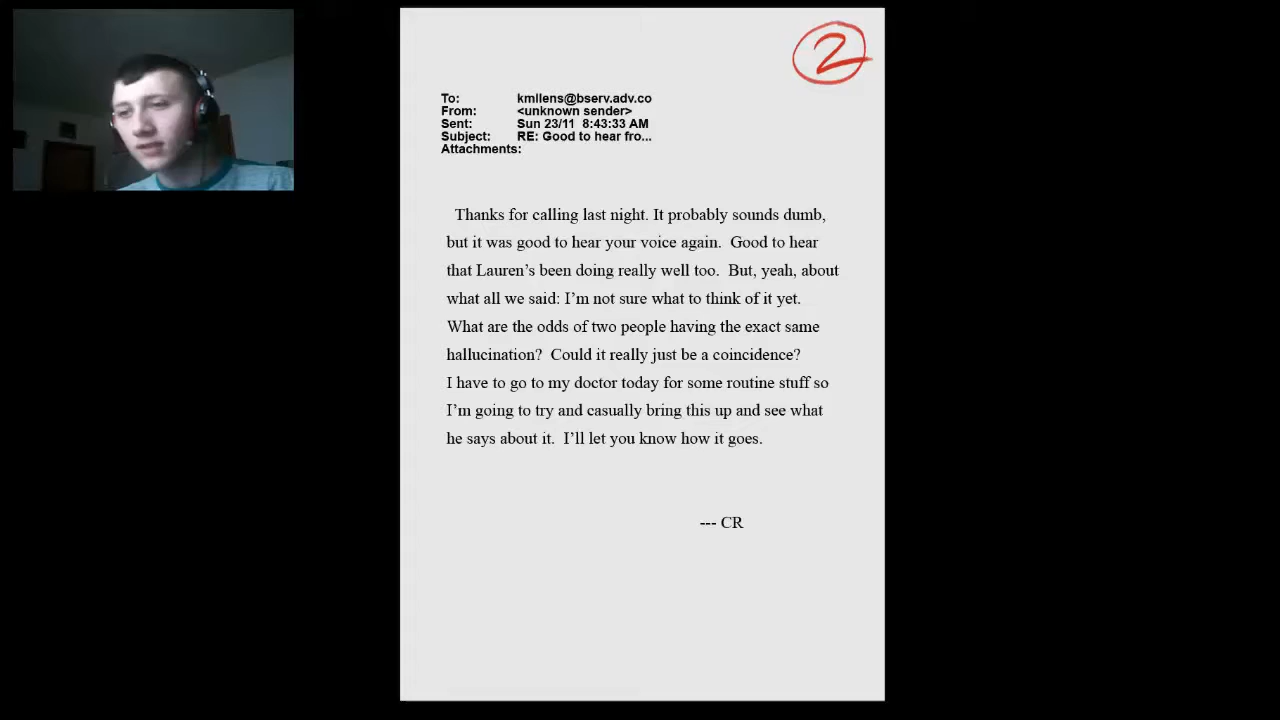 2
To: kmllens@bserv.adv.co
From: <unknown sender>
Sent: Sun 23/11 8:43:33 AM
Subject: RE: Good to hear fro...
Attachments:
Thanks for calling last night. It probably sounds dumb,
but it was good to hear your voice again. Good to hear
that Lauren’s been doing really well too. But, yeah, about
what all we said: I’m not sure what to think of it yet.
What are the odds of two people having the exact same
hallucination? Could it really just be a coincidence?
I have to go to my doctor today for some routine stuff so
I’m going to try and casually bring this up and see what
he says about it. I’ll let you know how it goes.
--- CR